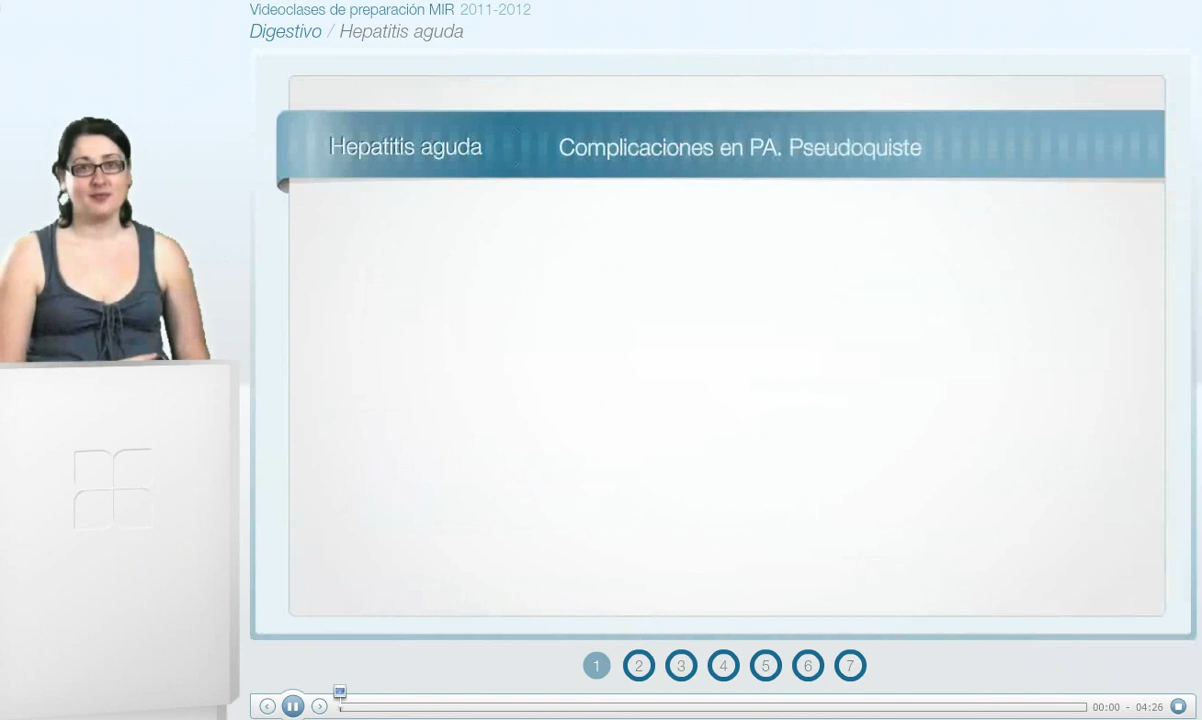 Videoclases de preparación MIR 2011-2012
Digestivo / Hepatitis aguda
Hepatitis aguda Complicaciones en PA. Pseudoquiste
1 2 3 4 5 6 7
00:00 - 04:26